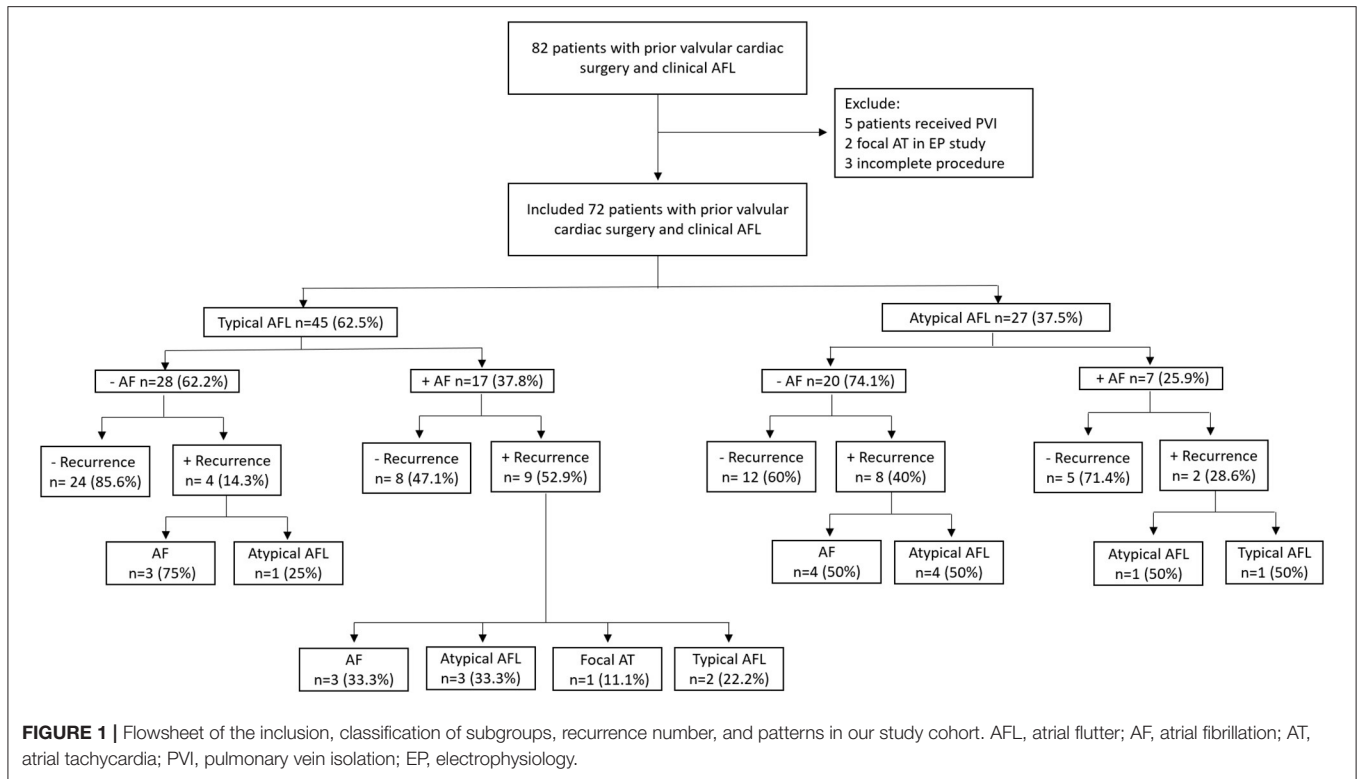 82 patients with prior valvular cardiac
surgery and clinical AFL
Exclude:
5 patients received PVI
2 focal AT in EP study
3 incomplete procedure
Included 72 patients with prior valvular
cardiac surgery and clinical AFL
Typical AFL n=45 (62.5%)
Atypical AFL n=27 (37.5%)
- AF n=28 (62.2%)
+ AF n=17 (37.8%)
- AF n=20 (74.1%)
+ AF n=7 (25.9%)
- Recurrence
n= 24 (85.6%)
+ Recurrence
n= 4 (14.3%)
- Recurrence
n= 8 (47.1%)
+ Recurrence
n= 9 (52.9%)
- Recurrence
n= 12 (60%)
+ Recurrence
n= 8 (40%)
- Recurrence
n= 5 (71.4%)
+ Recurrence
n= 2 (28.6%)
AF
n=3 (75%)
Atypical AFL
n=1 (25%)
AF
n=4 (50%)
Atypical AFL
n=4 (50%)
Atypical AFL
n=1 (50%)
Typical AFL
n=1 (50%)
AF
n=3 (33.3%)
Atypical AFL
n=3 (33.3%)
Focal AT
n=1 (11.1%)
Typical AFL
n=2 (22.2%)
FIGURE 1 | Flowsheet of the inclusion, classification of subgroups, recurrence number, and patterns in our study cohort. AFL, atrial flutter; AF, atrial fibrillation; AT,
atrial tachycardia; PVI, pulmonary vein isolation; EP, electrophysiology.